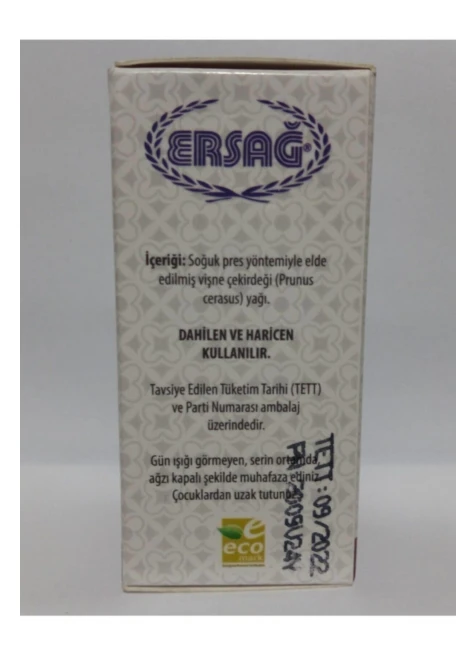 ERSAĞ®
İçeriği: Soğuk pres yöntemiyle elde
edilmiş vişne çekirdeği (Prunus
cerasus) yağı.
DAHİLEN VE HARİCEN
KULLANILIR.
Tavsiye Edilen Tüketim Tarihi (TETT)
ve Parti Numarası ambalaj
üzerindedir.
Gün ışığı görmeyen, serin ortamda,
ağzı kapalı şekilde muhafaza ediniz.
Çocuklardan uzak tutunuz.
TETT: 09/2022
e
eco
mark